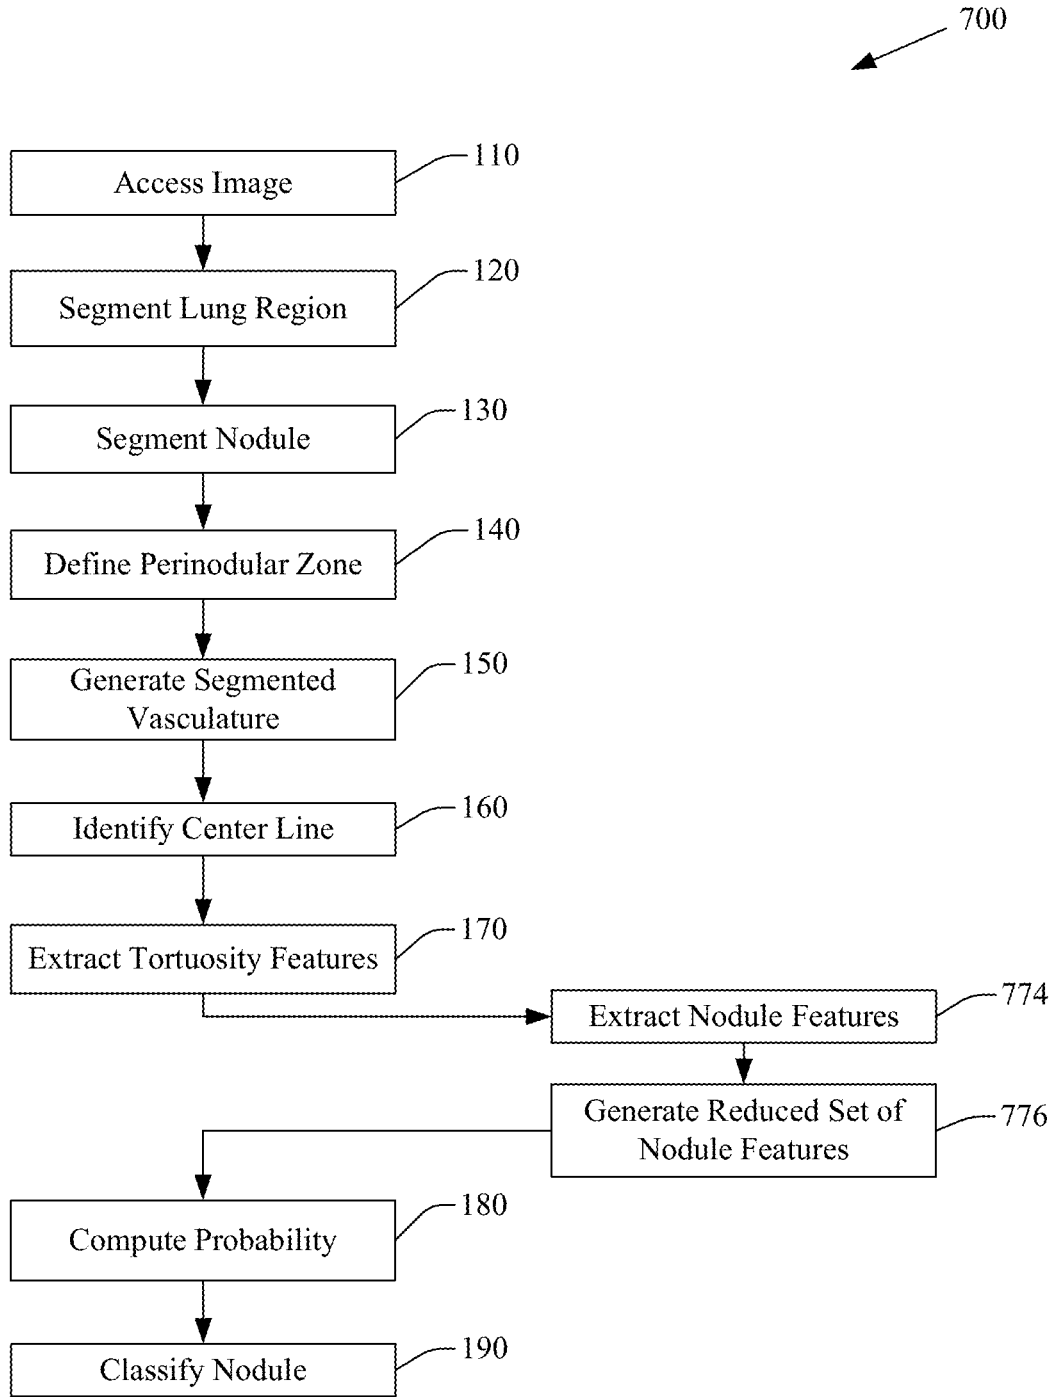 700
110
Access Image
120
Segment Lung Region
130
Segment Nodule
140
Define Perinodular Zone
150
Generate Segmented
Vasculature
160
Identify Center Line
170
Extract Tortuosity Features
774
Extract Nodule Features
776
Generate Reduced Set of
Nodule Features
180
Compute Probability
190
Classify Nodule